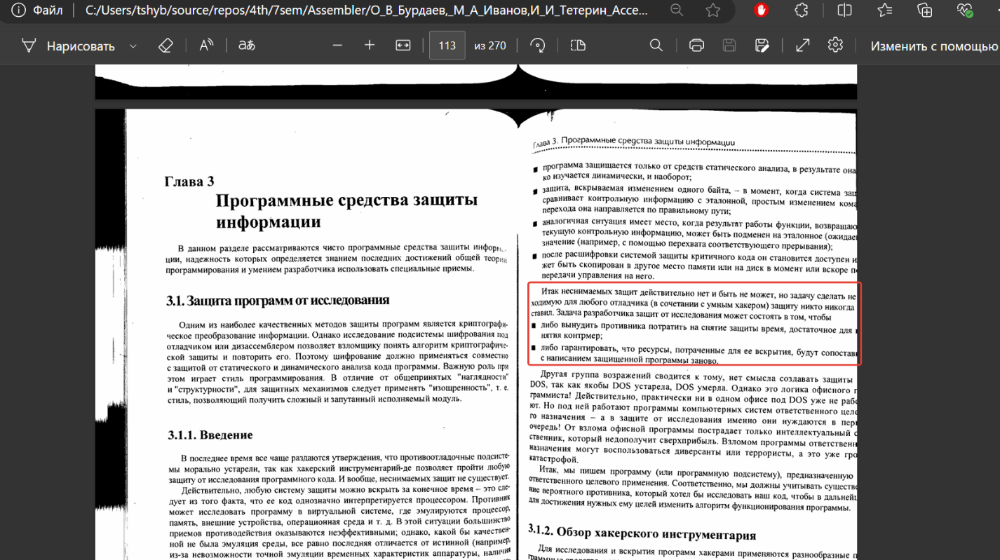 Файл
C:/Users/tshyb/source/repos/4th/7sem/Assembler/О_В_Бурдаев,_М_А_Иванов,И_И_Тетерин_Ассе...
Нарисовать
аあ
113
из 270
Изменить с помощью
Глава 3
Программные средства защиты
информации
В данном разделе рассматриваются чисто программные средства защиты информ
ции, надежность которых определяется знанием последних достижений общей теории
программирования и умением разработчика использовать специальные приемы.
3.1. Защита программ от исследования
Одним из наиболее качественных методов защиты программ является криптографи-
ческое преобразование информации. Однако исследование подсистемы шифрования под
отладчиком или дизассемблером позволяет взломщику понять алгоритм криптографиче-
ской защиты и повторить его. Поэтому шифрование должно применяться совместно
с защитой от статического и динамического анализа кода программы. Важную роль при
этом играет стиль программирования. В отличие от общепринятых "наглядности"
и "структурности", для защитных механизмов следует применять "изощренность", т. е.
стиль, позволяющий получить сложный и запутанный исполняемый модуль.
3.1.1. Введение
В последнее время все чаще раздаются утверждения, что противоотладочные подсисте-
мы морально устарели, так как хакерский инструментарий-де позволяет пройти любую
защиту от исследования программного кода. И вообще, неснимаемых защит не существует.
Действительно, любую систему защиты можно вскрыть за конечное время – это сле-
дует из того факта, что ее код однозначно интерпретируется процессором. Противник
может исследовать программу в виртуальной системе, где эмулируются процессор,
память, внешние устройства, операционная среда и т. д. В этой ситуации большинство
приемов противодействия оказываются неэффективными; однако, какой бы качествен-
ной не была эмуляция среды, все равно последняя отличается от истинной (например,
из-за невозможности точной эмуляции временных характеристик аппаратуры, наличия
Глава 3. Программные средства защиты информации
■ программа защищается только от средств статического анализа, в результате она
ко изучается динамически, и наоборот;
■ защита, вскрываемая изменением одного байта, – в момент, когда система защ
сравнивает контрольную информацию с эталонной, простым изменением кома
перехода она направляется по правильному пути;
■ аналогичная ситуация имеет место, когда результат работы функции, возвращаю
текущую контрольную информацию, может быть подменен на эталонное (ожидае
значение (например, с помощью перехвата соответствующего прерывания);
■ после расшифровки системой защиты критичного кода он становится доступен и
жет быть скопирован в другое место памяти или на диск в момент или вскоре п
передачи управления на него.
Итак неснимаемых защит действительно нет и быть не может, но задачу сделать не
ходимую для любого отладчика (в сочетании с умным хакером) защиту никто никогда
ставил. Задача разработчика защит от исследования может состоять в том, чтобы
■ либо вынудить противника потратить на снятие защиты время, достаточное для
нятия контрмер;
■ либо гарантировать, что ресурсы, потраченные для ее вскрытия, будут сопостав
с написанием защищенной программы заново.
Другая группа возражений сводится к тому, нет смысла создавать защиты
DOS, так как якобы DOS устарела, DOS умерла. Однако это логика офисного п
граммиста! Действительно, практически ни в одном офисе под DOS уже не раб
ют. Но под ней работают программы компьютерных систем ответственного целе
го назначения – а в защите от исследования именно они нуждаются в пер
очередь! От взлома офисной программы пострадает только интеллектуальный с
ственник, который недополучит сверхприбыль. Взломом программы ответствен
назначения могут воспользоваться диверсанты или террористы, а это уже гро
катастрофой.
Итак, мы пишем программу (или программную подсистему), предназначенную
ответственного целевого применения. Соответственно, мы должны учитывать существо
ние вероятного противника, который хотел бы исследовать наш код, чтобы в дальней
для достижения нужных ему целей изменить алгоритм функционирования программы.
3.1.2. Обзор хакерского инструментария
Для исследования и вскрытия программ хакерами применяются разнообразные п